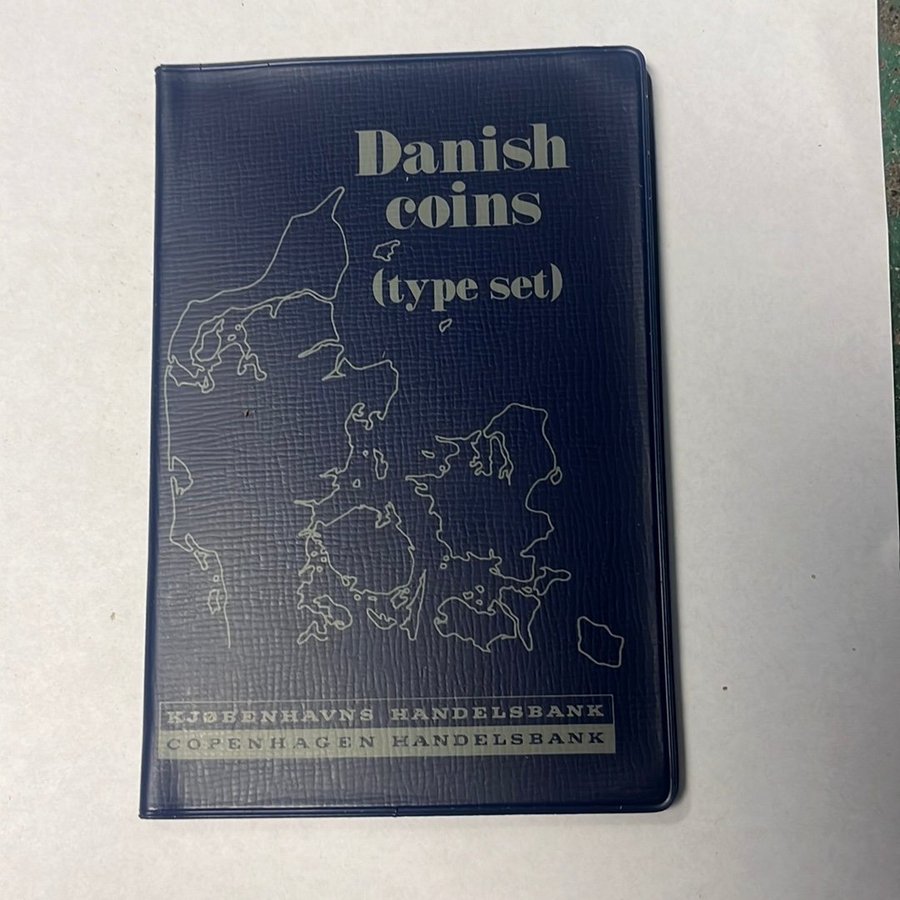 Danish
coins
(type set)
KJØBENHAVNS HANDELSBANK
COPENHAGEN HANDELSBANK